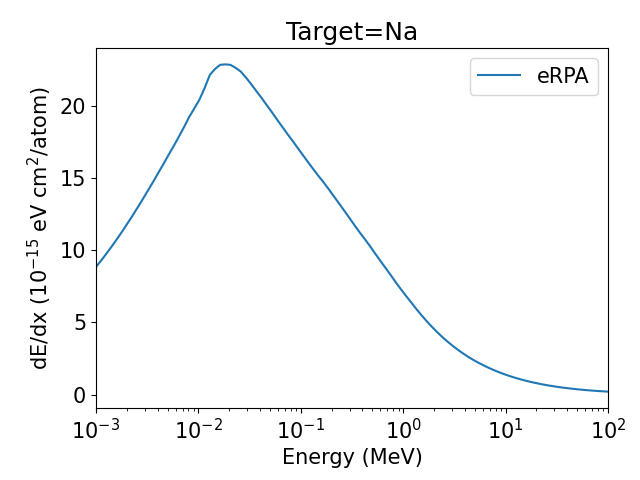 Target=Na
eRPA
dE/dx (10⁻¹⁵ eV cm²/atom)
20
15
10
5
0
10⁻³ 10⁻² 10⁻¹ 10⁰ 10¹ 10²
Energy (MeV)